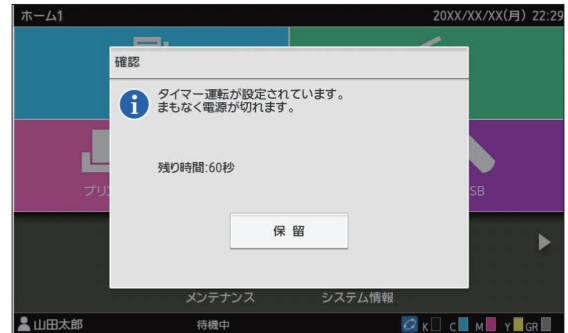 ホーム1
20XX/XX/XX(月) 22:29
確認
タイマー運転が設定されています。
まもなく電源が切れます。
残り時間:60秒
保 留
SB
メンテナンス
システム情報
山田太郎
待機中
K
C
M
Y
GR